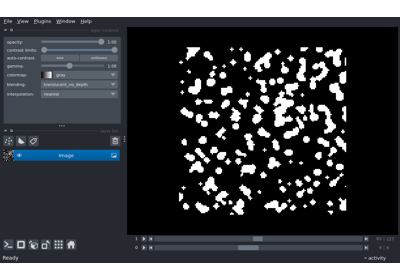 File View Plugins Window Help
opacity: 1.00
contrast limits:
auto-contrast: once continuous
gamma: 1.00
colormap: gray
blending: translucent_no_depth
interpolation: nearest
image
1
0
Ready
activity